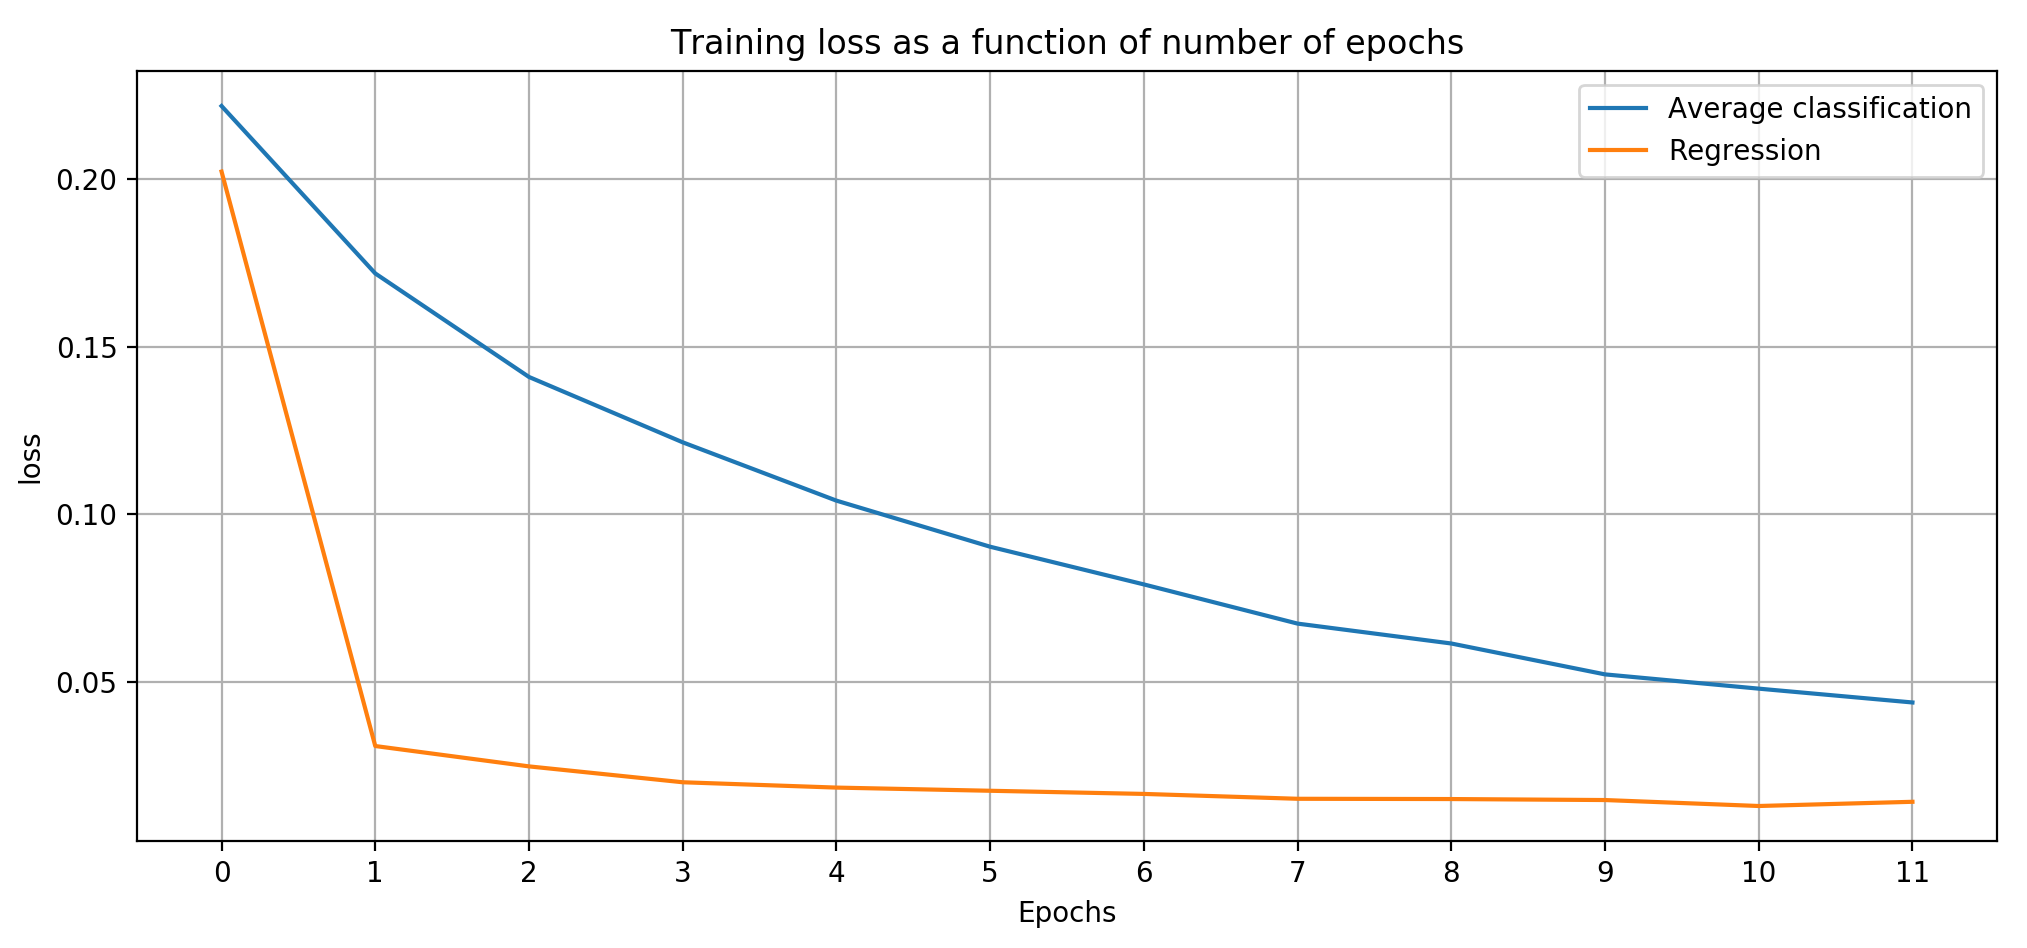 Training loss as a function of number of epochs
Average classification
Regression
0.20
0.15
0.10
0.05
loss
0 1 2 3 4 5 6 7 8 9 10 11
Epochs